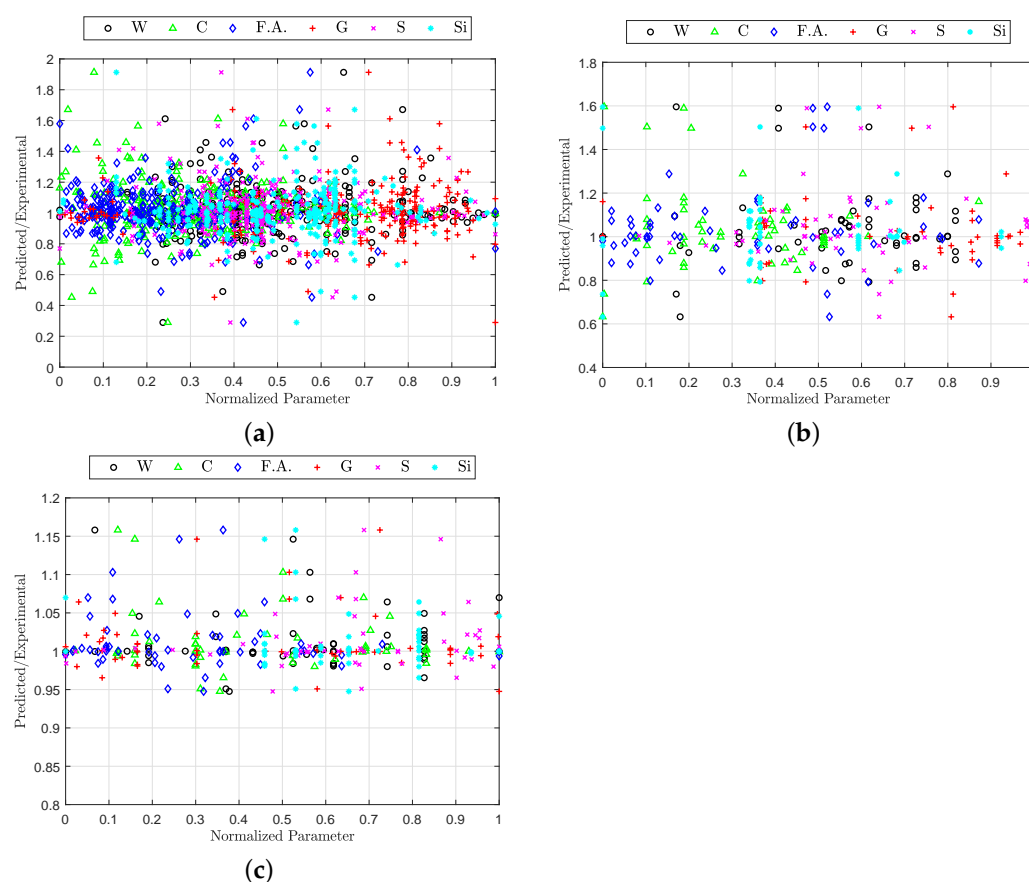 W C F.A. G S Si
W C F.A. G S Si
Predicted/Experimental
2
1.8
1.6
1.4
1.2
1
0.8
0.6
0.4
0.2
0
0 0.1 0.2 0.3 0.4 0.5 0.6 0.7 0.8 0.9 1
Normalized Parameter
(a)
Predicted/Experimental
1.8
1.6
1.4
1.2
1
0.8
0.6
0.4
0 0.1 0.2 0.3 0.4 0.5 0.6 0.7 0.8 0.9
Normalized Parameter
(b)
W C F.A. G S Si
Predicted/Experimental
1.2
1.15
1.1
1.05
1
0.95
0.9
0.85
0.8
0 0.1 0.2 0.3 0.4 0.5 0.6 0.7 0.8 0.9 1
Normalized Parameter
(c)